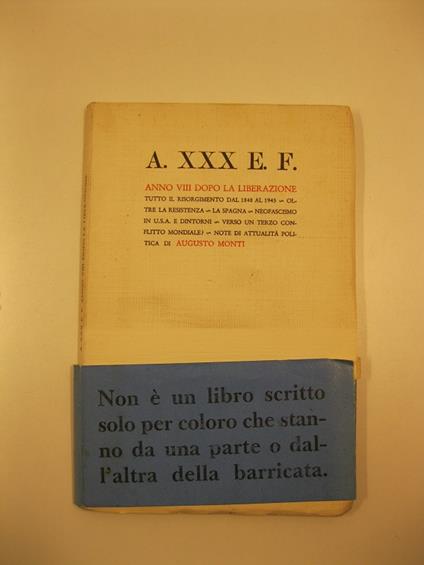 A. XXX E. F.
ANNO VIII DOPO LA LIBERAZIONE
TUTTO IL RISORGIMENTO DAL 1848 AL 1945 ~ OL-
TRE LA RESISTENZA ~ LA SPAGNA ~ NEOFASCISMO
IN U.S.A. E DINTORNI ~ VERSO UN TERZO CON-
FLITTO MONDIALE? ~ NOTE DI ATTUALITÀ POLI-
TICA DI AUGUSTO MONTI
Non è un libro scritto
solo per coloro che stan-
no da una parte o dal-
l'altra della barricata.